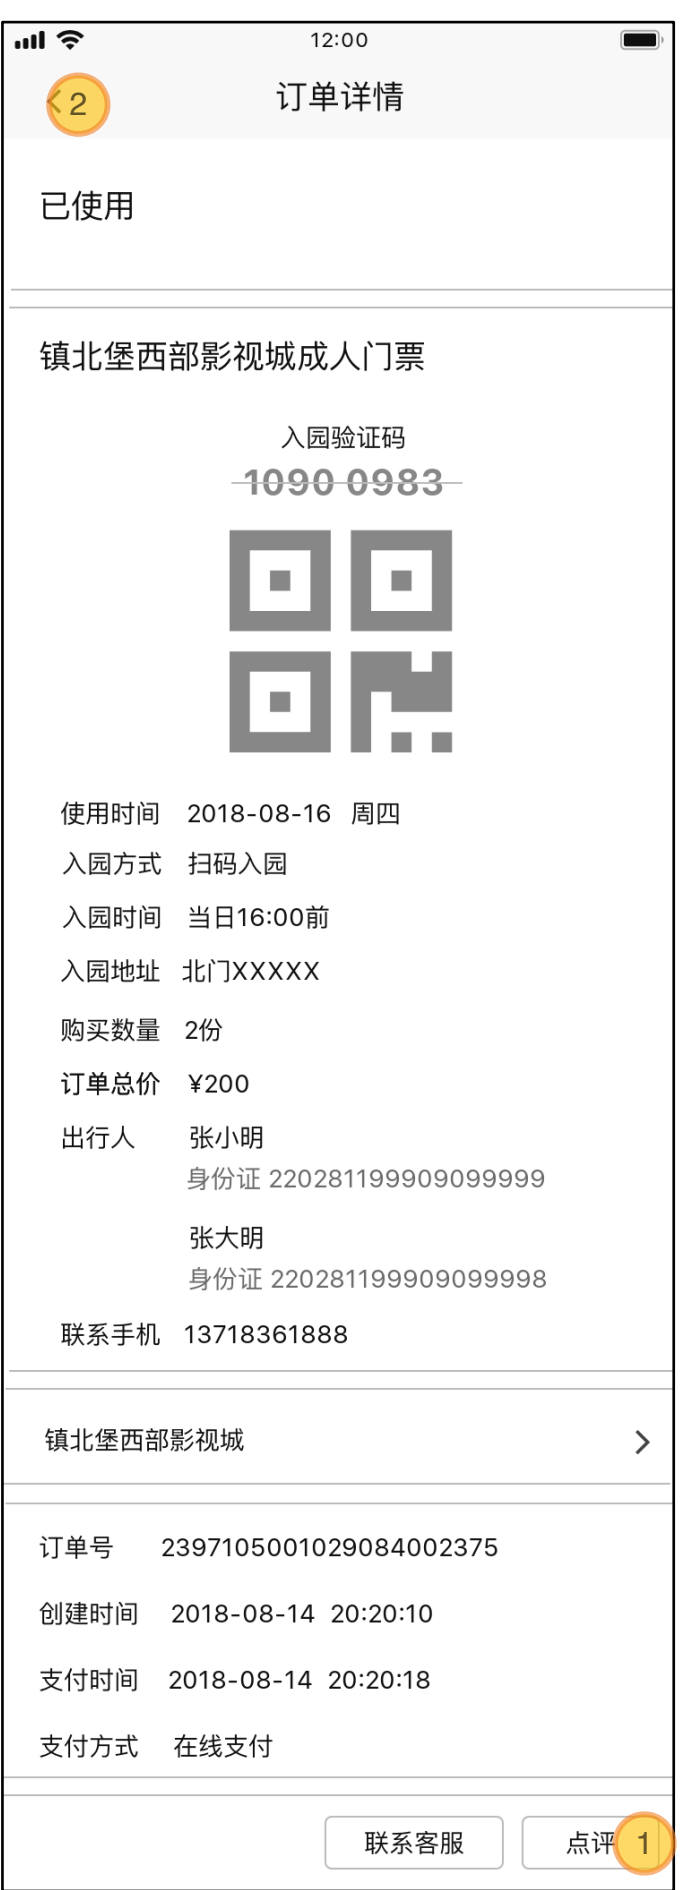 12:00
2
订单详情
已使用
镇北堡西部影视城成人门票
入园验证码
1090 0983
使用时间 2018-08-16 周四
入园方式 扫码入园
入园时间 当日16:00前
入园地址 北门XXXXX
购买数量 2份
订单总价 ¥200
出行人 张小明
身份证 220281199909099999
张大明
身份证 220281199909099998
联系手机 13718361888
镇北堡西部影视城
订单号 2397105001029084002375
创建时间 2018-08-14 20:20:10
支付时间 2018-08-14 20:20:18
支付方式 在线支付
联系客服 点评 1